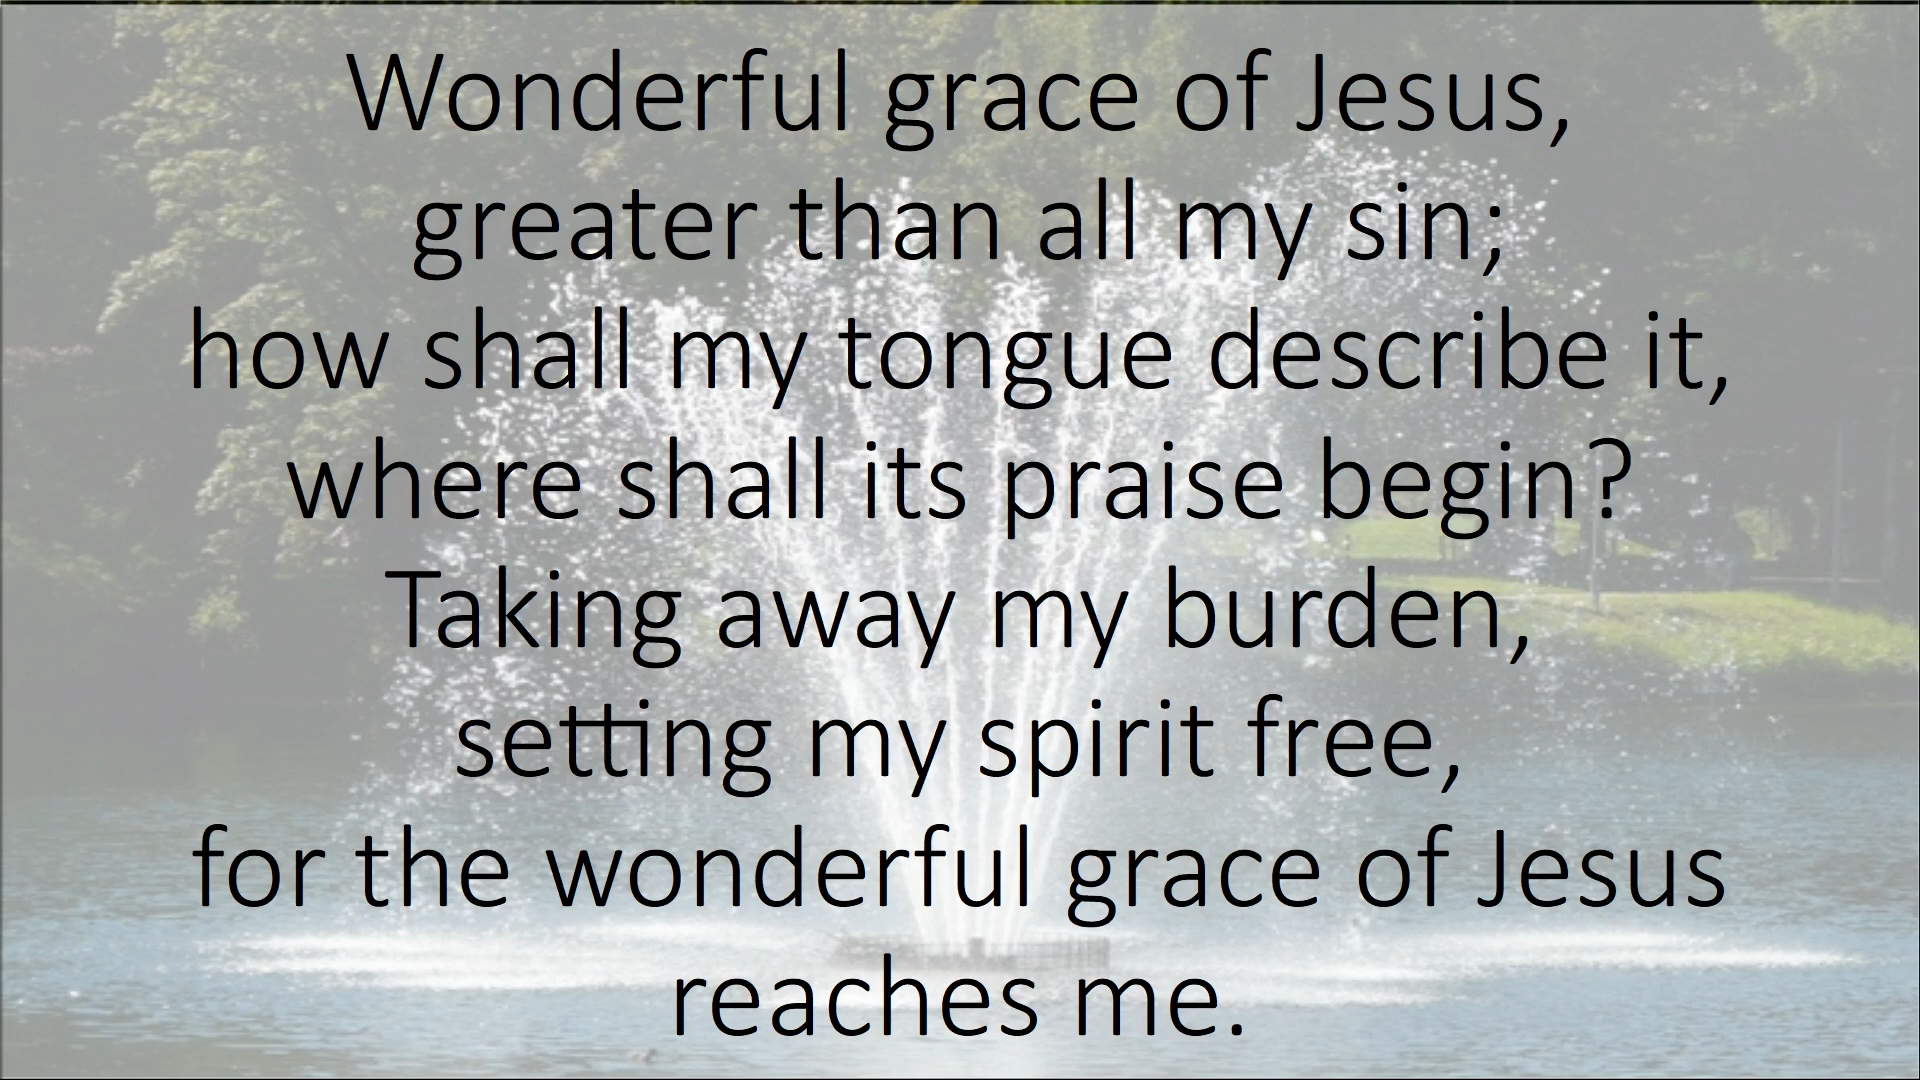 Wonderful grace of Jesus,
greater than all my sin;
how shall my tongue describe it,
where shall its praise begin?
Taking away my burden,
setting my spirit free,
for the wonderful grace of Jesus
reaches me.